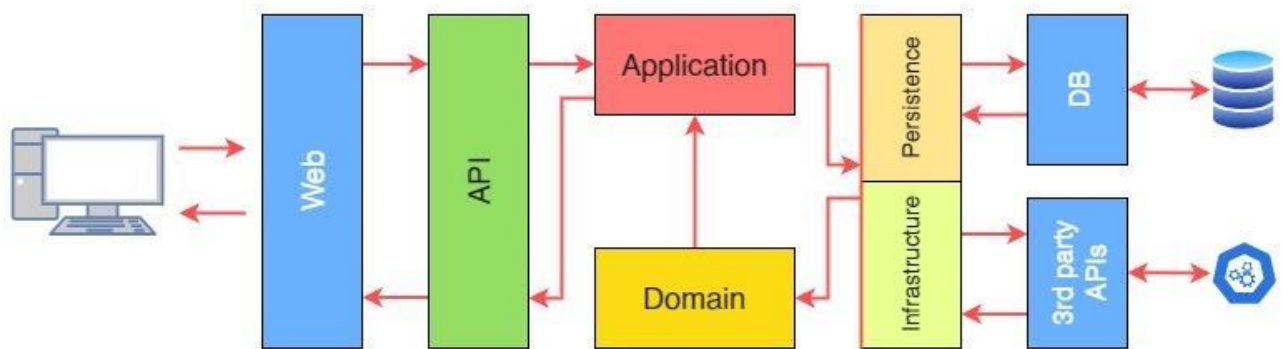 Web
API
Application
Domain
Persistence
Infrastructure
DB
3rd party
APIs